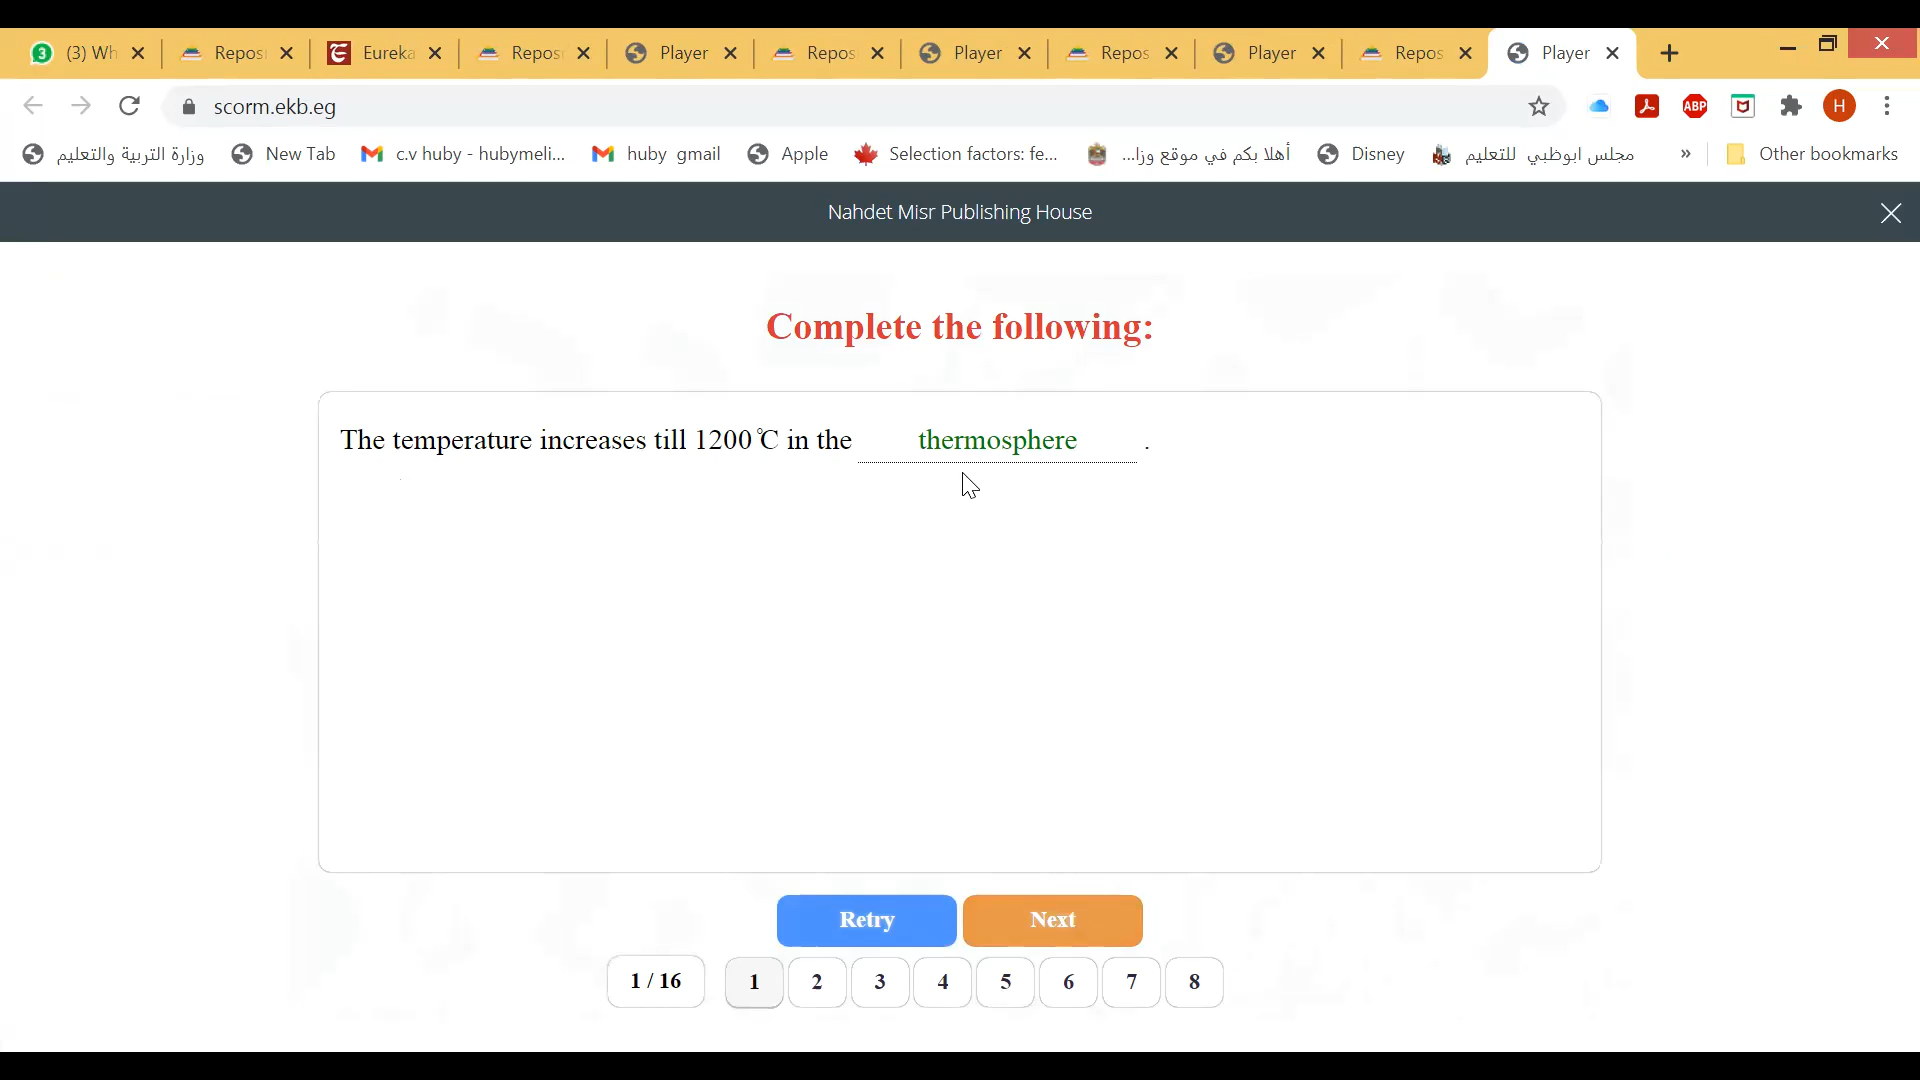 (3) Wh Repos Eureka Repos Player Repos Player Repos Player Repos Player
scorm.ekb.eg
ABP H
وزارة التربية والتعليم New Tab c.v huby - hubymeli... huby gmail Apple Selection factors: fe... أهلا بكم في موقع وزا... Disney مجلس ابوظبي للتعليم » Other bookmarks
Nahdet Misr Publishing House
Complete the following:
The temperature increases till 1200 ℃ in the thermosphere .
Retry Next
1 / 16 1 2 3 4 5 6 7 8